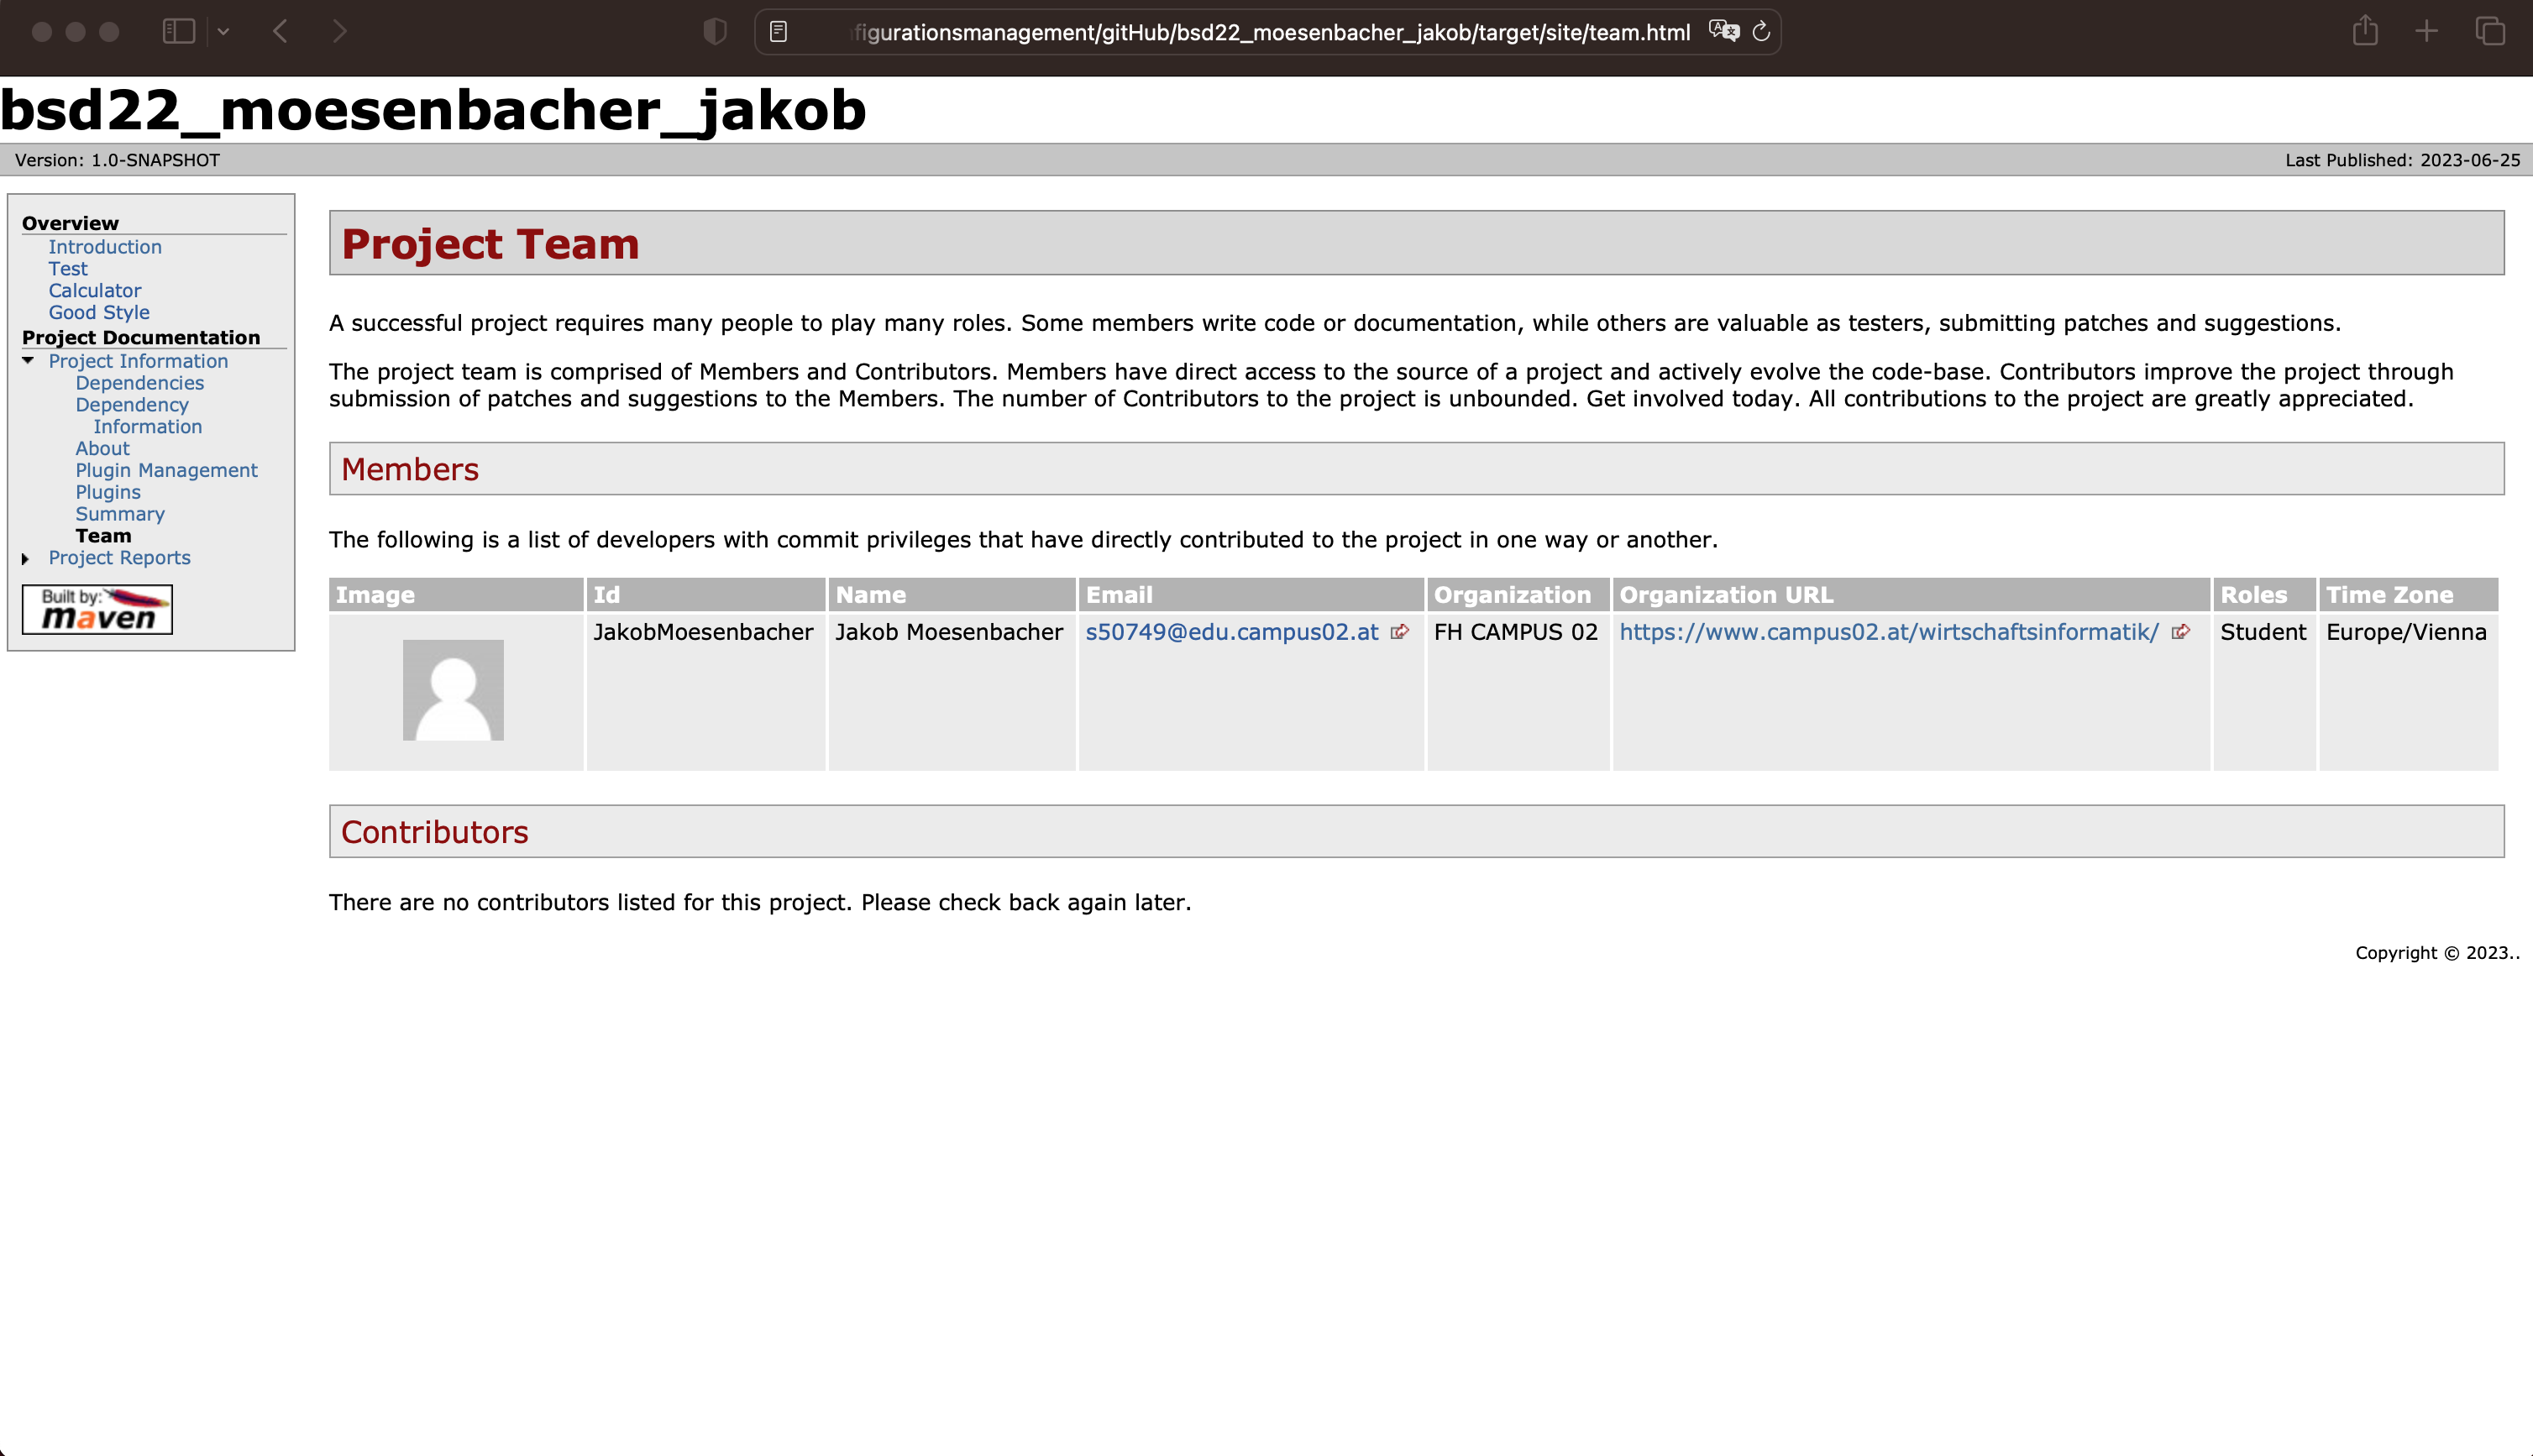 figurationsmanagement/gitHub/bsd22_moesenbacher_jakob/target/site/team.html
bsd22_moesenbacher_jakob
Version: 1.0-SNAPSHOT
Last Published: 2023-06-25
Overview
Introduction
Test
Calculator
Good Style
Project Documentation
Project Information
Dependencies
Dependency
Information
About
Plugin Management
Plugins
Summary
Team
Project Reports
Built by:
maven
Project Team
A successful project requires many people to play many roles. Some members write code or documentation, while others are valuable as testers, submitting patches and suggestions.
The project team is comprised of Members and Contributors. Members have direct access to the source of a project and actively evolve the code-base. Contributors improve the project through
submission of patches and suggestions to the Members. The number of Contributors to the project is unbounded. Get involved today. All contributions to the project are greatly appreciated.
Members
The following is a list of developers with commit privileges that have directly contributed to the project in one way or another.
Image Id Name Email Organization Organization URL Roles Time Zone
JakobMoesenbacher Jakob Moesenbacher s50749@edu.campus02.at FH CAMPUS 02 https://www.campus02.at/wirtschaftsinformatik/ Student Europe/Vienna
Contributors
There are no contributors listed for this project. Please check back again later.
Copyright © 2023..